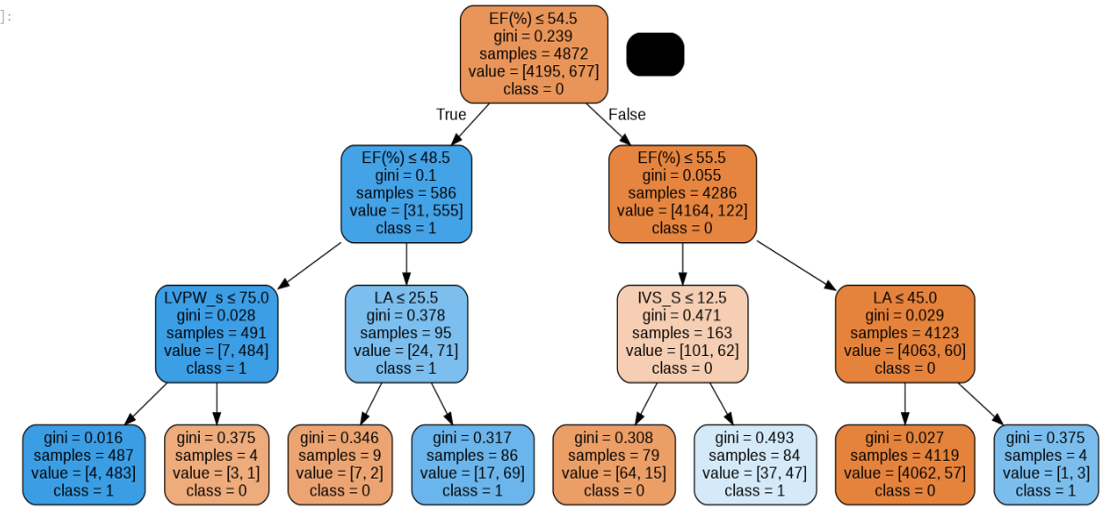 ]:
EF(%) ≤ 54.5
gini = 0.239
samples = 4872
value = [4195, 677]
class = 0
True
False
EF(%) ≤ 48.5
gini = 0.1
samples = 586
value = [31, 555]
class = 1
EF(%) ≤ 55.5
gini = 0.055
samples = 4286
value = [4164, 122]
class = 0
LVPW_s ≤ 75.0
gini = 0.028
samples = 491
value = [7, 484]
class = 1
LA ≤ 25.5
gini = 0.378
samples = 95
value = [24, 71]
class = 1
IVS_S ≤ 12.5
gini = 0.471
samples = 163
value = [101, 62]
class = 0
LA ≤ 45.0
gini = 0.029
samples = 4123
value = [4063, 60]
class = 0
gini = 0.016
samples = 487
value = [4, 483]
class = 1
gini = 0.375
samples = 4
value = [3, 1]
class = 0
gini = 0.346
samples = 9
value = [7, 2]
class = 0
gini = 0.317
samples = 86
value = [17, 69]
class = 1
gini = 0.308
samples = 79
value = [64, 15]
class = 0
gini = 0.493
samples = 84
value = [37, 47]
class = 1
gini = 0.027
samples = 4119
value = [4062, 57]
class = 0
gini = 0.375
samples = 4
value = [1, 3]
class = 1